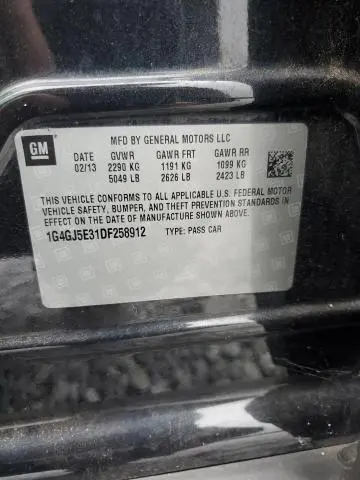 GM
MFD BY GENERAL MOTORS LLC
DATE GVWR GAWR FRT GAWR RR
02/13 2290 KG 1191 KG 1099 KG
5049 LB 2626 LB 2423 LB
THIS VEHICLE CONFORMS TO ALL APPLICABLE U.S. FEDERAL MOTOR
VEHICLE SAFETY, BUMPER, AND THEFT PREVENTION STANDARDS
IN EFFECT ON THE DATE OF MANUFACTURE SHOWN ABOVE.
1G4GJ5E31DF258912 TYPE: PASS CAR